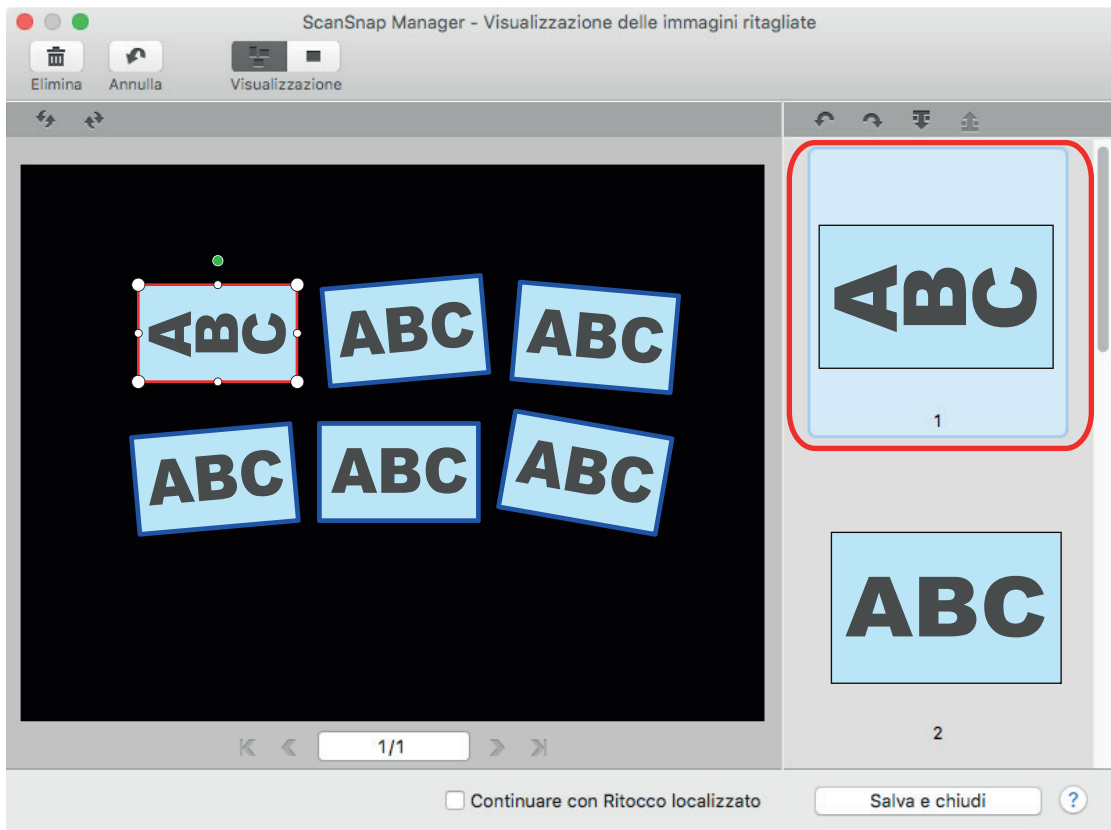 ScanSnap Manager - Visualizzazione delle immagini ritagliate
Elimina Annulla Visualizzazione
ABC ABC ABC
ABC ABC ABC
ABC
1
ABC
2
1/1
Continuare con Ritocco localizzato Salva e chiudi ?